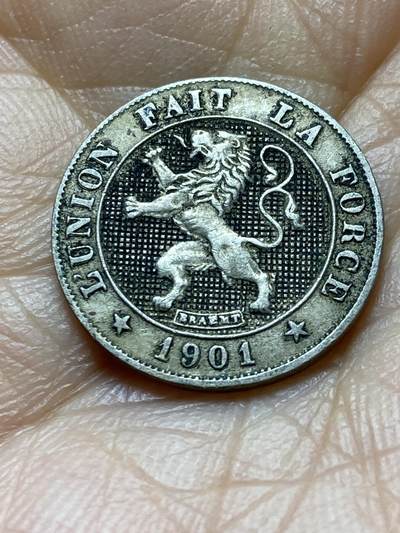 L'UNION FAIT LA FORCE
BRAEMT
1901